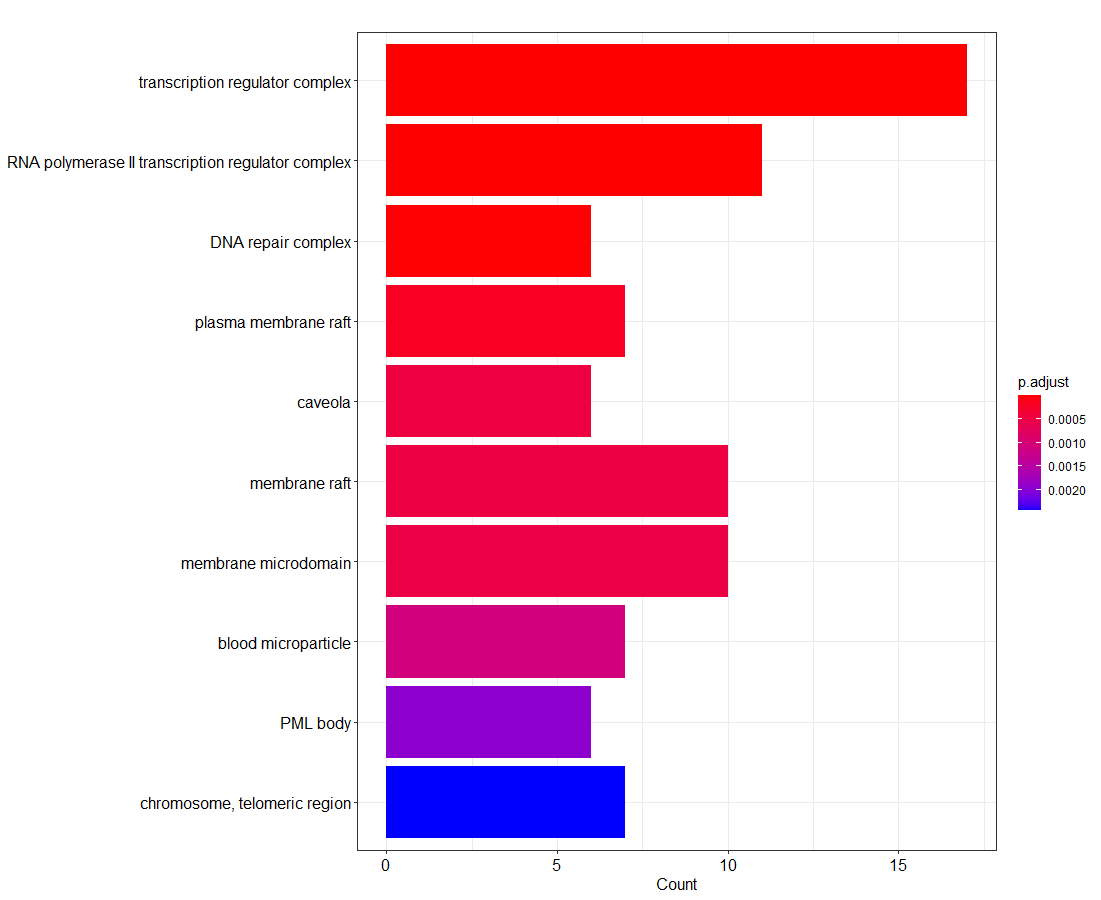 transcription regulator complex
RNA polymerase II transcription regulator complex
DNA repair complex
plasma membrane raft
caveola
membrane raft
membrane microdomain
blood microparticle
PML body
chromosome, telomeric region
0 5 10 15
Count
p.adjust
0.0005
0.0010
0.0015
0.0020